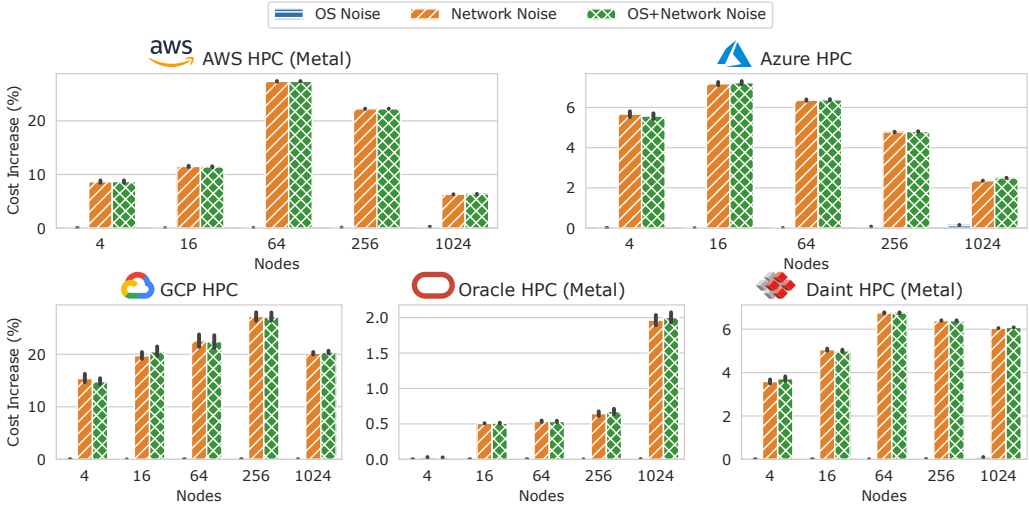 OS Noise Network Noise OS+Network Noise
aws AWS HPC (Metal)
Azure HPC
Cost Increase (%)
20
10
0
4 16 64 256 1024
Nodes
6
4
2
0
4 16 64 256 1024
Nodes
GCP HPC
Oracle HPC (Metal)
Daint HPC (Metal)
Cost Increase (%)
30
20
10
0
4 16 64 256 1024
Nodes
2.0
1.5
1.0
0.5
0.0
4 16 64 256 1024
Nodes
6
4
2
0
4 16 64 256 1024
Nodes